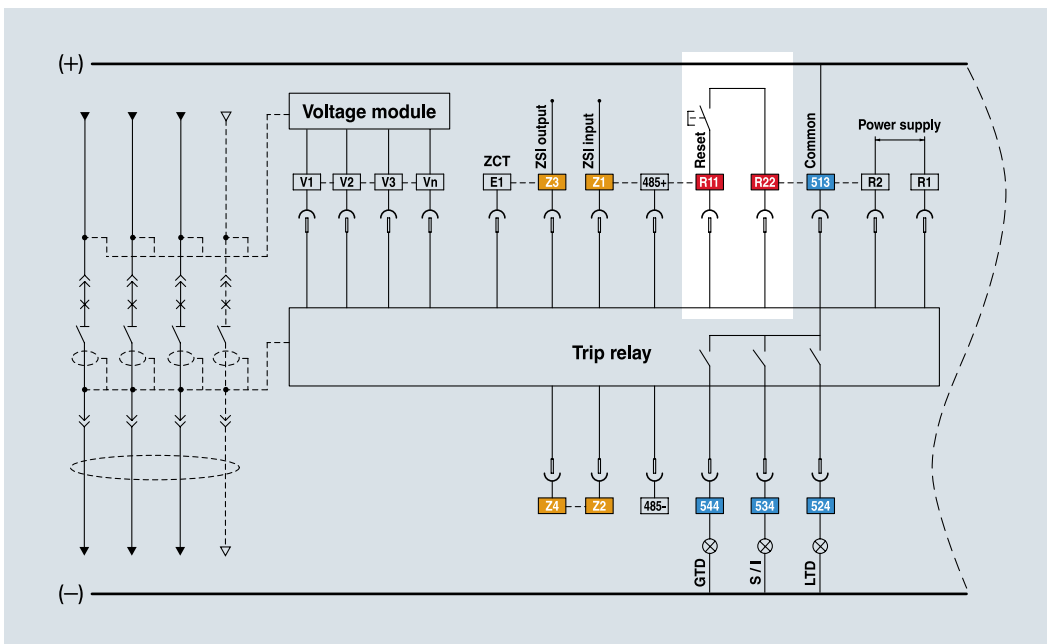 (+)
Voltage module
ZCT
ZSI output
ZSI input
Reset
Common
Power supply
V1 V2 V3 Vn E1 Z3 Z1 485+ R11 R22 513 R2 R1
Trip relay
Z4 Z2 485- 544 534 524
GTD
S / I
LTD
(–)